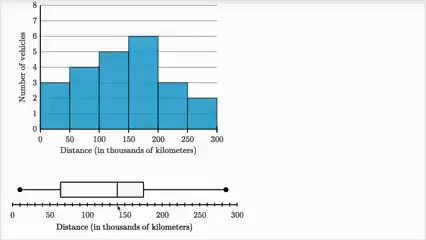 8
7
6
5
4
3
2
1
0
Number of vehicles
0 50 100 150 200 250 300
Distance (in thousands of kilometers)
0 50 100 150 200 250 300
Distance (in thousands of kilometers)